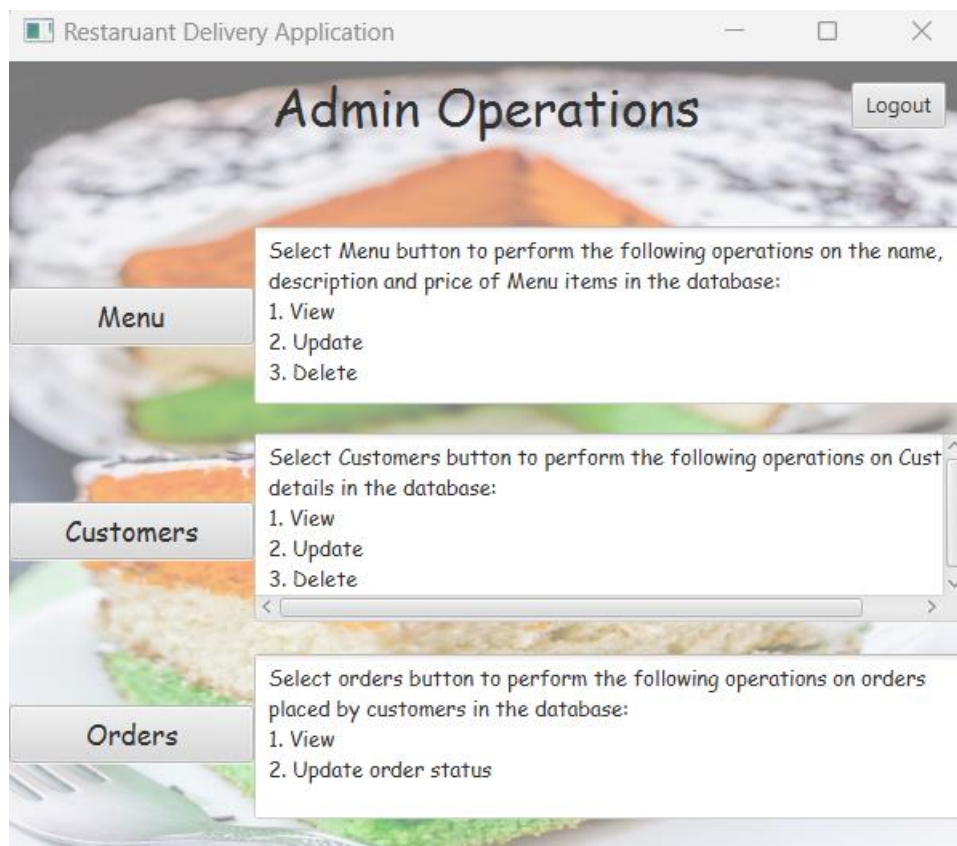 Restaruant Delivery Application
Admin Operations
Logout
Menu
Select Menu button to perform the following operations on the name,
description and price of Menu items in the database:
1. View
2. Update
3. Delete
Customers
Select Customers button to perform the following operations on Cust
details in the database:
1. View
2. Update
3. Delete
Orders
Select orders button to perform the following operations on orders
placed by customers in the database:
1. View
2. Update order status